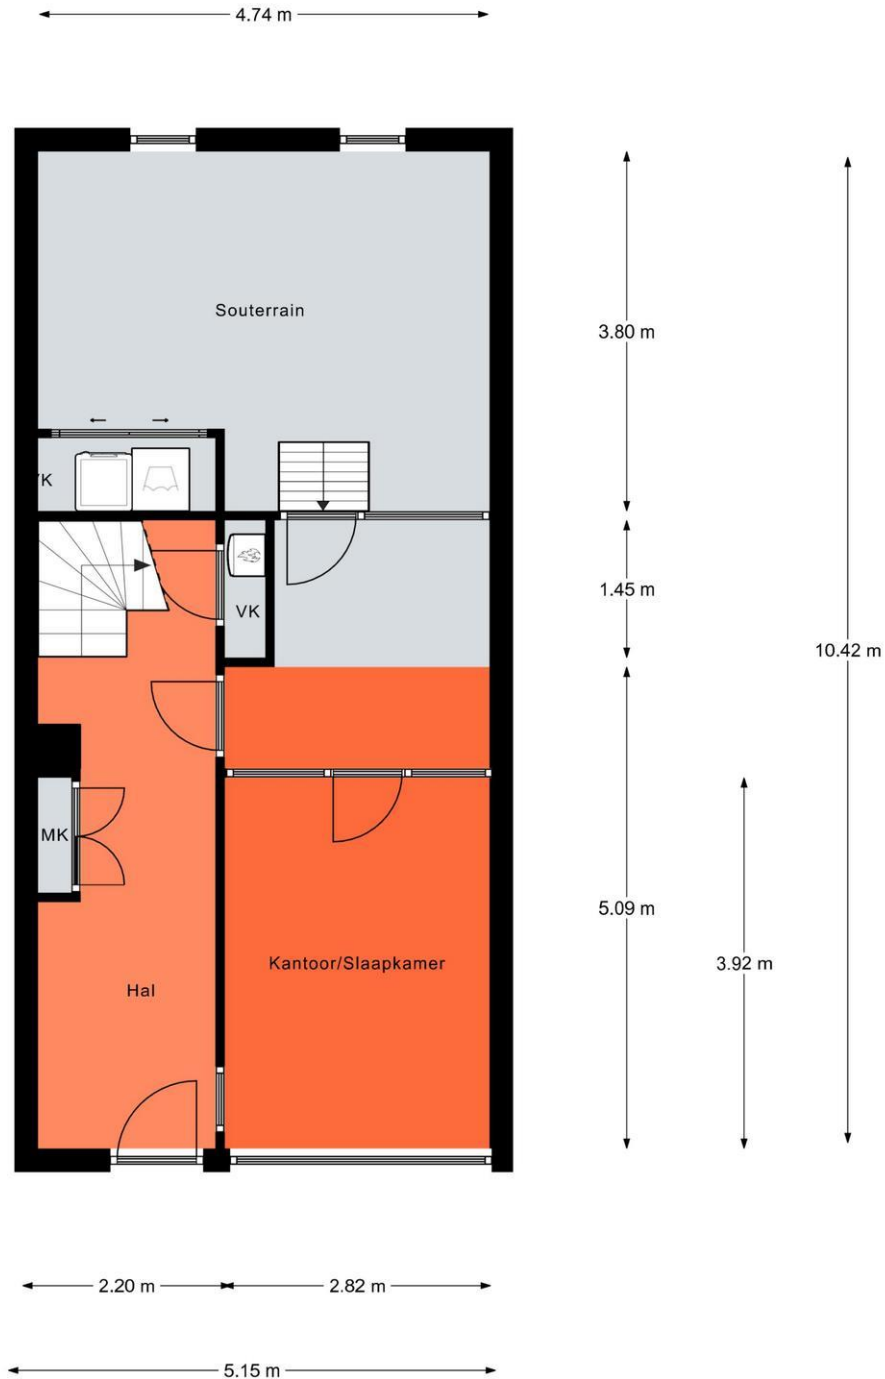 4.74 m
Souterrain
3.80 m
VK
1.45 m
VK
10.42 m
MK
5.09 m
Kantoor/Slaapkamer
3.92 m
Hal
2.20 m
2.82 m
5.15 m